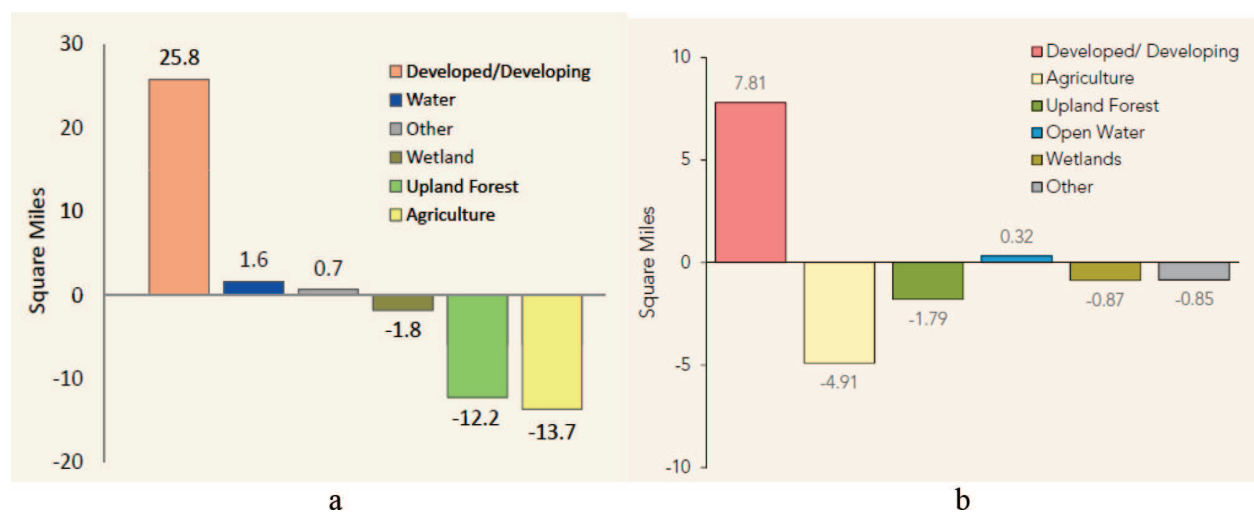 30
20
10
0
-10
-20
Square Miles
25.8
1.6
0.7
-1.8
-12.2
-13.7
Developed/Developing
Water
Other
Wetland
Upland Forest
Agriculture
a
10
5
0
-5
-10
Square Miles
7.81
-4.91
-1.79
0.32
-0.87
-0.85
Developed/ Developing
Agriculture
Upland Forest
Open Water
Wetlands
Other
b